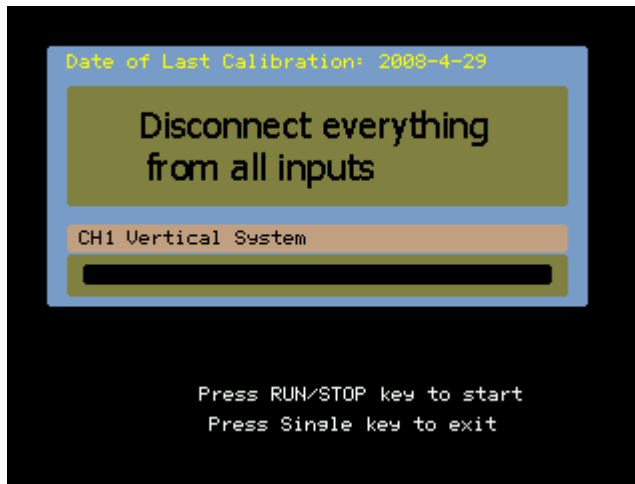 Date of Last Calibration: 2008-4-29
Disconnect everything
from all inputs
CH1 Vertical System
Press RUN/STOP key to start
Press Single key to exit